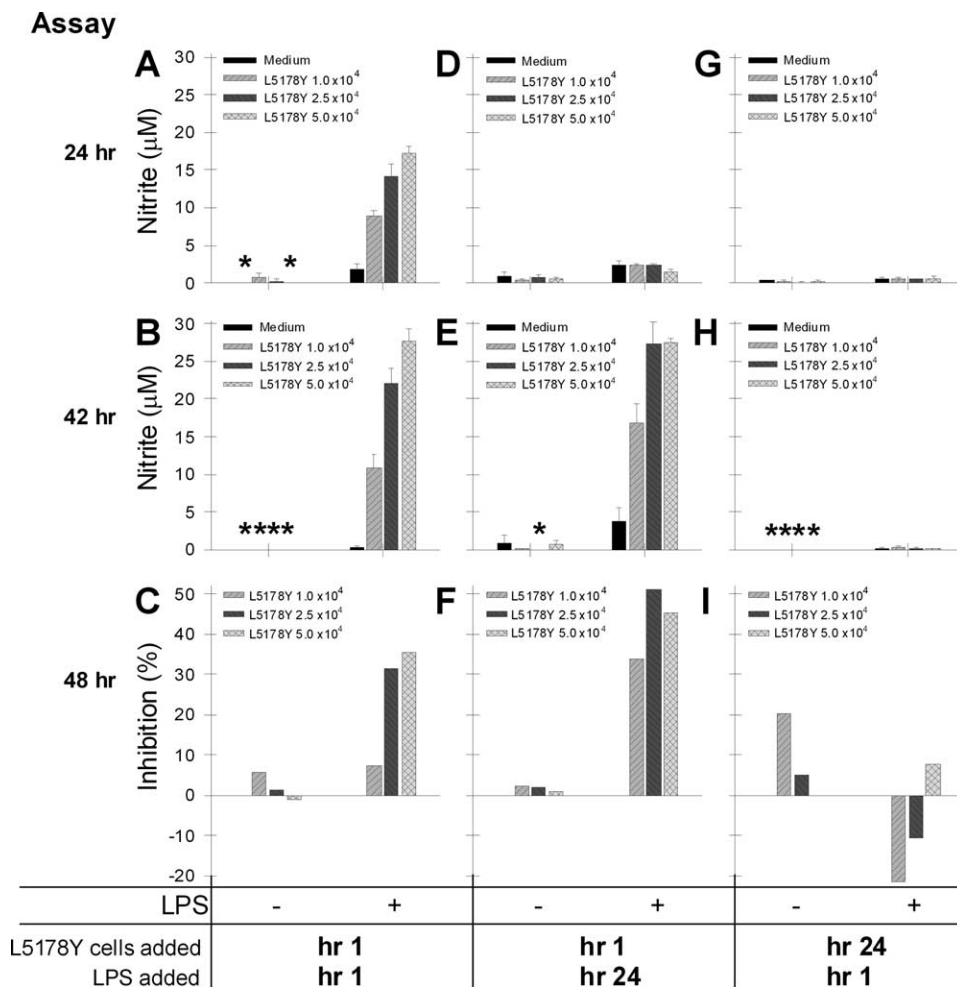 Assay
A
Medium
L5178Y 1.0 x10⁴
L5178Y 2.5 x10⁴
L5178Y 5.0 x10⁴
30
25
20
15
10
5
0
Nitrite (μM)
24 hr
* *
D
Medium
L5178Y 1.0 x10⁴
L5178Y 2.5 x10⁴
L5178Y 5.0 x10⁴
G
Medium
L5178Y 1.0 x10⁴
L5178Y 2.5 x10⁴
L5178Y 5.0 x10⁴
B
Medium
L5178Y 1.0 x10⁴
L5178Y 2.5 x10⁴
L5178Y 5.0 x10⁴
30
25
20
15
10
5
0
Nitrite (μM)
42 hr
****
E
Medium
L5178Y 1.0 x10⁴
L5178Y 2.5 x10⁴
L5178Y 5.0 x10⁴
*
H
Medium
L5178Y 1.0 x10⁴
L5178Y 2.5 x10⁴
L5178Y 5.0 x10⁴
****
C
L5178Y 1.0 x10⁴
L5178Y 2.5 x10⁴
L5178Y 5.0 x10⁴
50
40
30
20
10
0
-10
-20
Inhibition (%)
48 hr
F
L5178Y 1.0 x10⁴
L5178Y 2.5 x10⁴
L5178Y 5.0 x10⁴
I
L5178Y 1.0 x10⁴
L5178Y 2.5 x10⁴
L5178Y 5.0 x10⁴
LPS - + - + - +
L5178Y cells added hr 1 hr 1 hr 24
LPS added hr 1 hr 24 hr 1